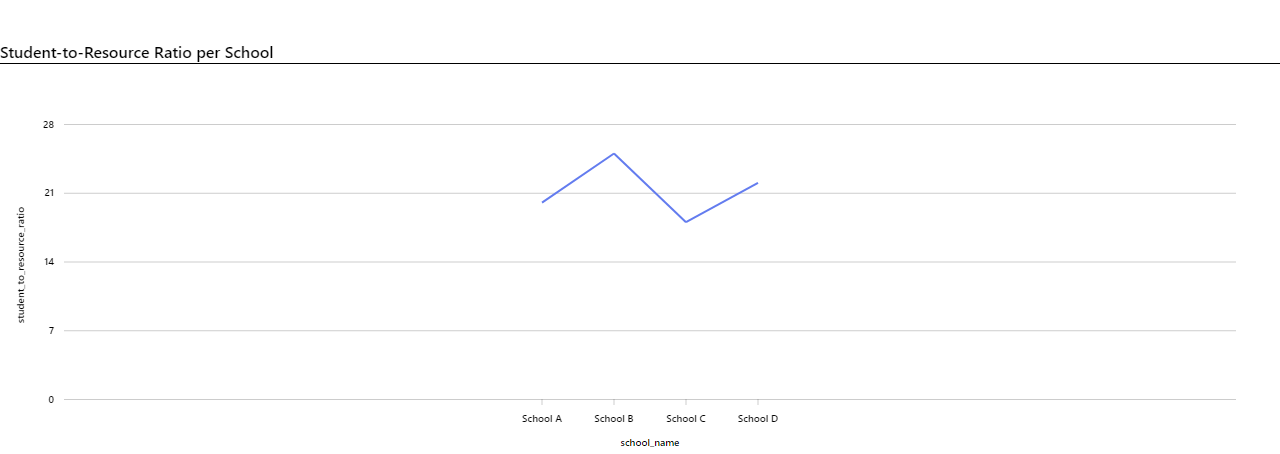 Student-to-Resource Ratio per School
28
21
14
7
0
student_to_resource_ratio
School A School B School C School D
school_name